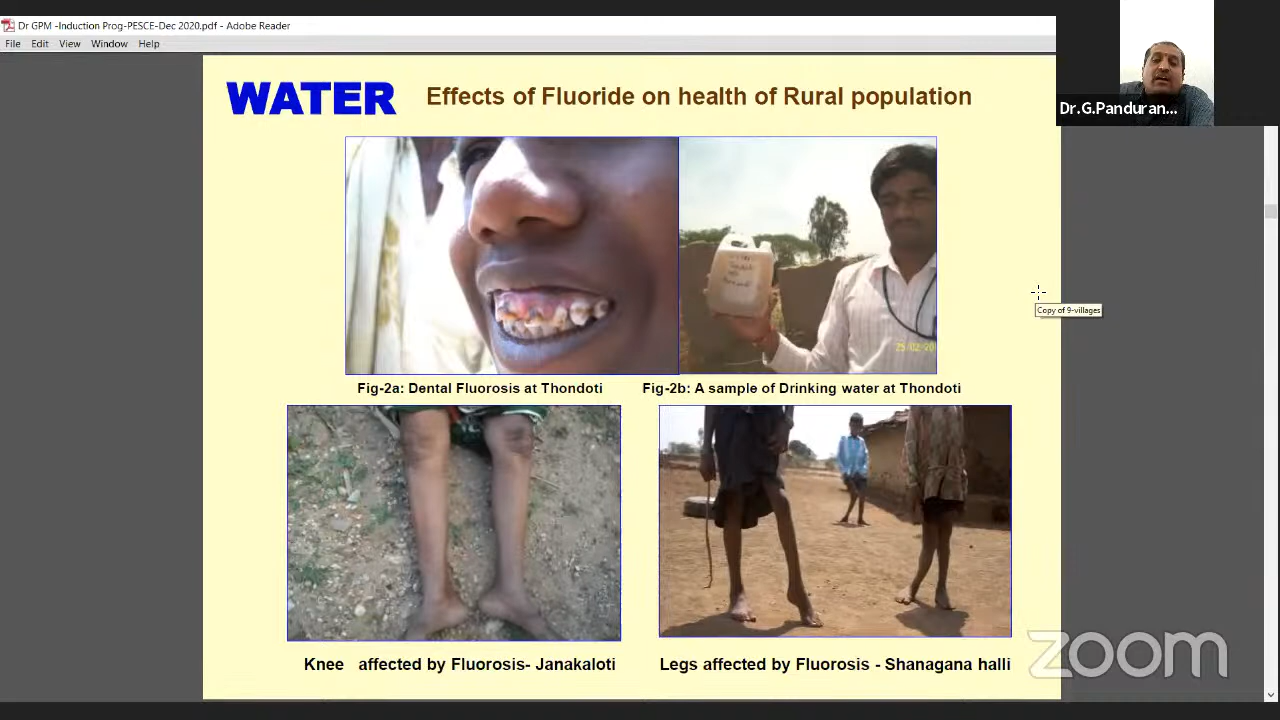 Dr GPM -Induction Prog-PESCE-Dec 2020.pdf - Adobe Reader
File Edit View Window Help
Dr.G.Panduran...
WATER Effects of Fluoride on health of Rural population
Copy of 9-villages
Fig-2a: Dental Fluorosis at Thondoti
Fig-2b: A sample of Drinking water at Thondoti
Knee affected by Fluorosis- Janakaloti
Legs affected by Fluorosis - Shanagana halli
zoom